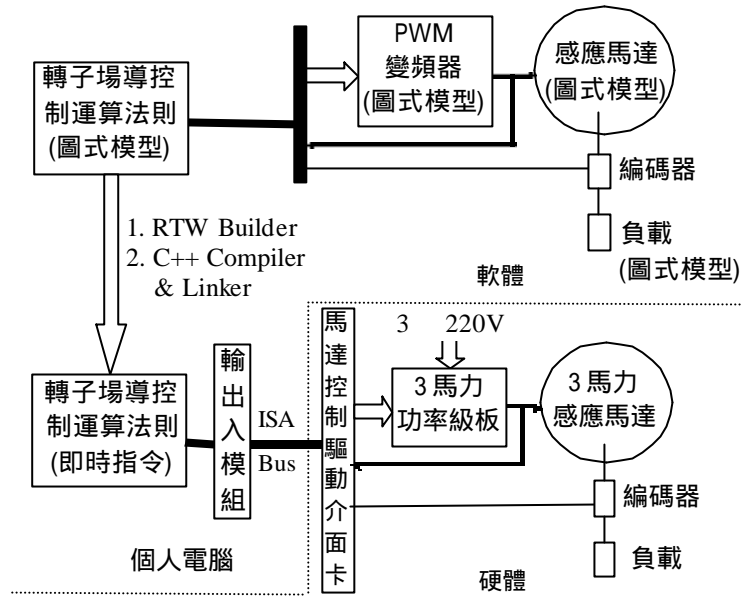 轉子場導控
制運算法則
(圖式模型)
PWM
變頻器
(圖式模型)
感應馬達
(圖式模型)
編碼器
負載
(圖式模型)
軟體
1. RTW Builder
2. C++ Compiler
& Linker
轉子場導控
制運算法則
(即時指令)
輸出入模組
ISA
Bus
個人電腦
馬達控制驅動介面卡
3 220V
3馬力
功率級板
3馬力
感應馬達
編碼器
負載
硬體